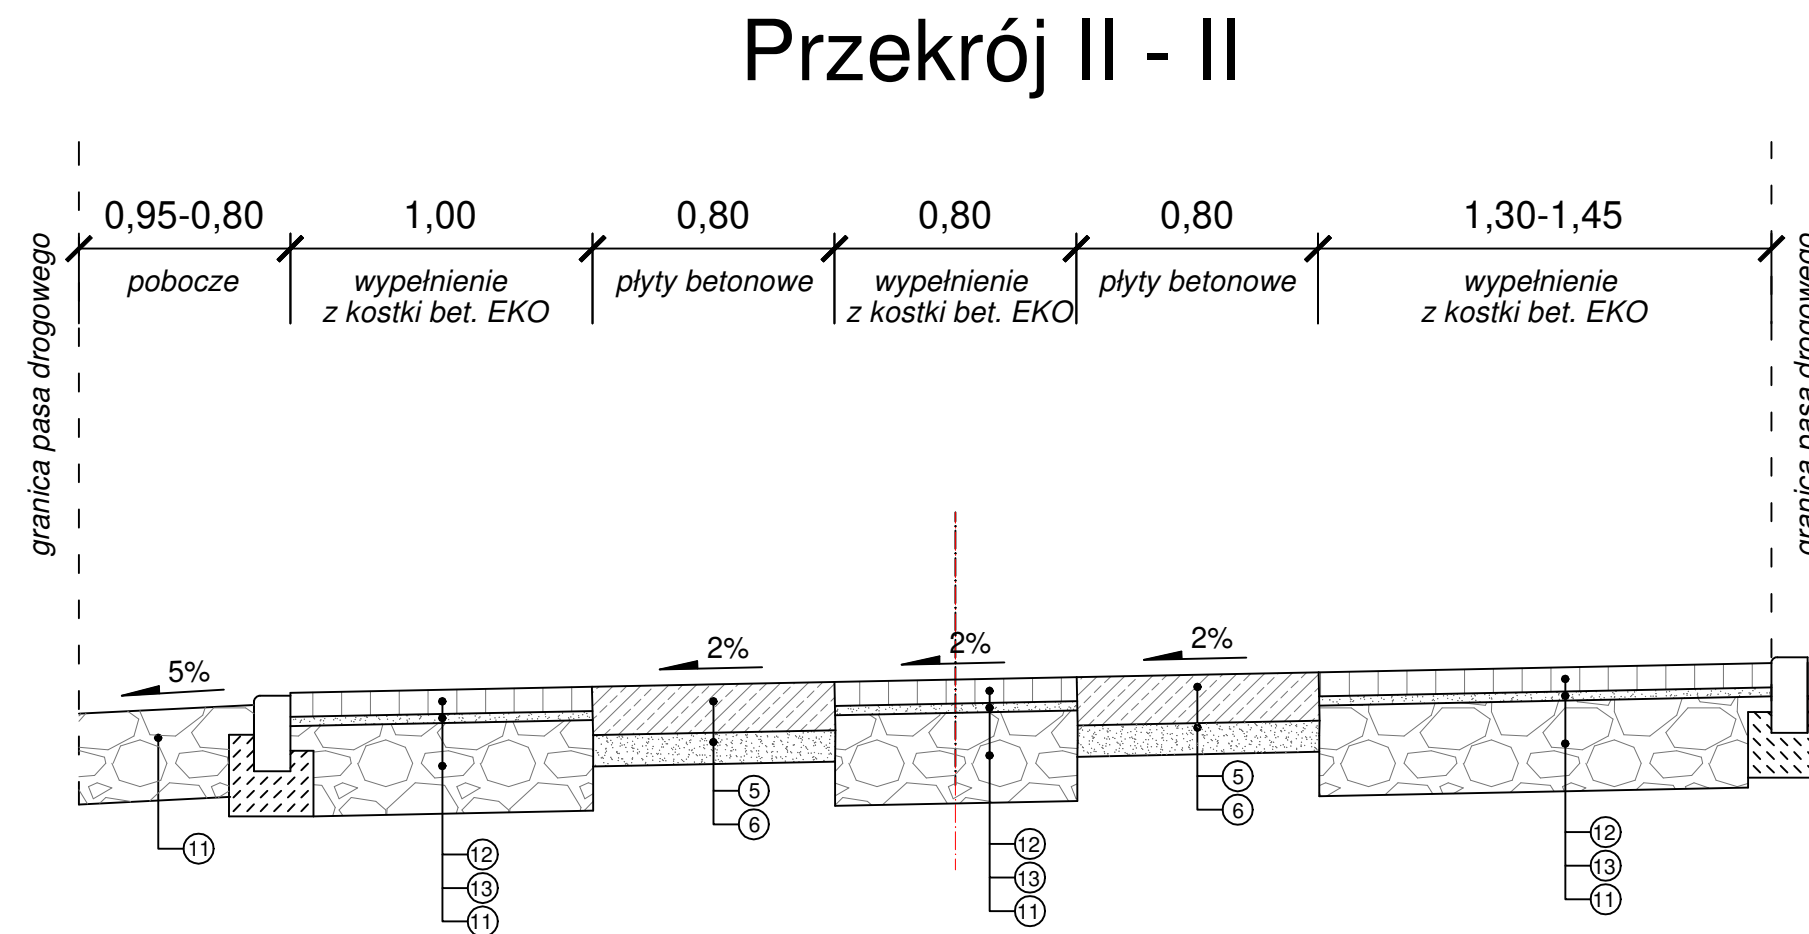 Przekrój II - II
0,95-0,80
1,00
0,80
0,80
0,80
1,30-1,45
pobocze
wypełnienie
z kostki bet. EKO
płyty betonowe
wypełnienie
z kostki bet. EKO
płyty betonowe
wypełnienie
z kostki bet. EKO
granica pasa drogowego
granica pasa drogowego
5%
2%
2%
2%
11
12
13
11
5
6
12
13
11
5
6
12
13
11